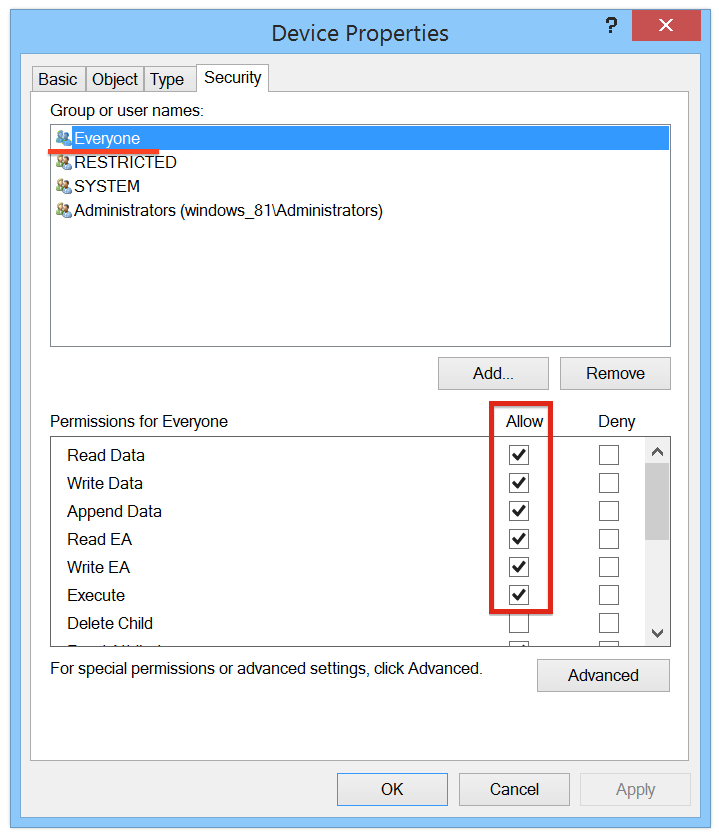 Device Properties
?
Basic Object Type Security
Group or user names:
Everyone
RESTRICTED
SYSTEM
Administrators (windows_81\Administrators)
Add... Remove
Permissions for Everyone Allow Deny
Read Data
Write Data
Append Data
Read EA
Write EA
Execute
Delete Child
For special permissions or advanced settings, click Advanced.
Advanced
OK Cancel Apply